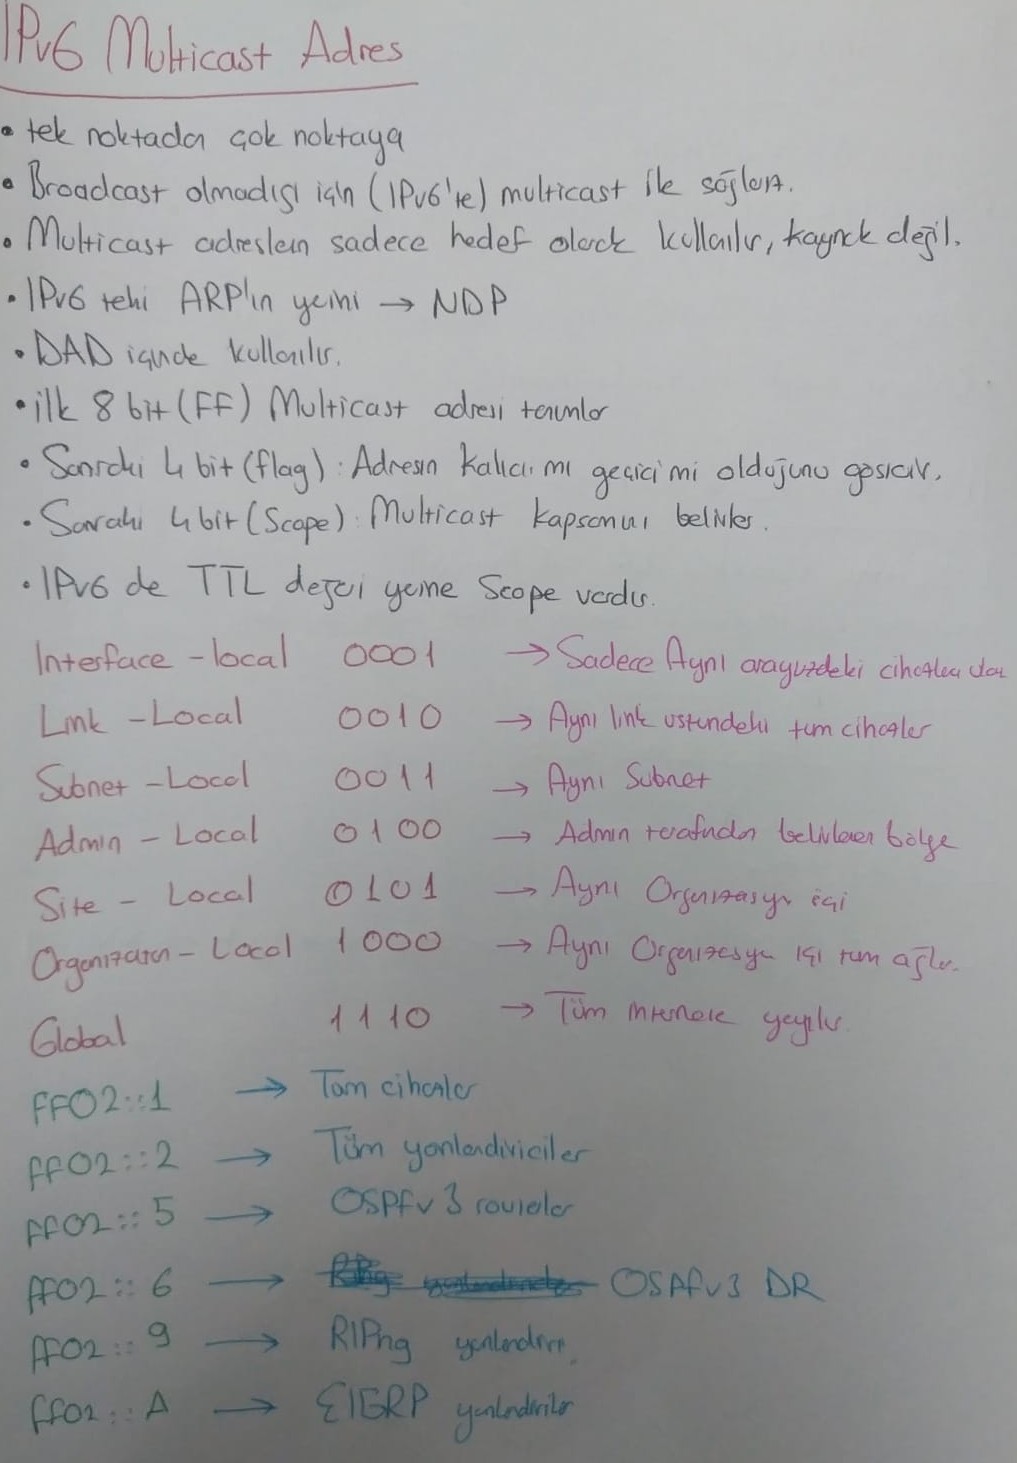 IPv6 Multicast Adres
• tek noktadan çok noktaya
• Broadcast olmadığı için (IPv6'te) multicast ile sağlanır.
• Multicast adresleri sadece hedef olarak kullanılır, kaynak değil.
• IPv6 teki ARP'ın yerini → NDP
• DAD içinde kullanılır.
• ilk 8 bit (FF) Multicast adresi tanımlar
• Sonraki 4 bit (flag): Adresin kalıcı mı geçici mi olduğunu gösterir.
• Sonraki 4 bit (Scope): Multicast kapsamını belirler.
• IPv6 de TTL değeri yerine Scope vardır.
Interface - local 0001 → Sadece Aynı arayüzdeki cihazlar
Link - Local 0010 → Aynı link üstündeki tüm cihazlar
Subnet - Local 0011 → Aynı Subnet
Admin - Local 0100 → Admin tarafından belirlenen bölge
Site - Local 0101 → Aynı Organizasyon içi
Organization - Local 1000 → Aynı Organizasyon içi tüm ağlar.
Global 1110 → Tüm internete yayılır
FF02::1 → Tüm cihazlar
FF02::2 → Tüm yönlendiriciler
FF02::5 → OSPFv3 routerlar
FF02::6 → OSPFv3 DR
FF02::9 → RIPng
FF02::A → EIGRP yönlendiriciler